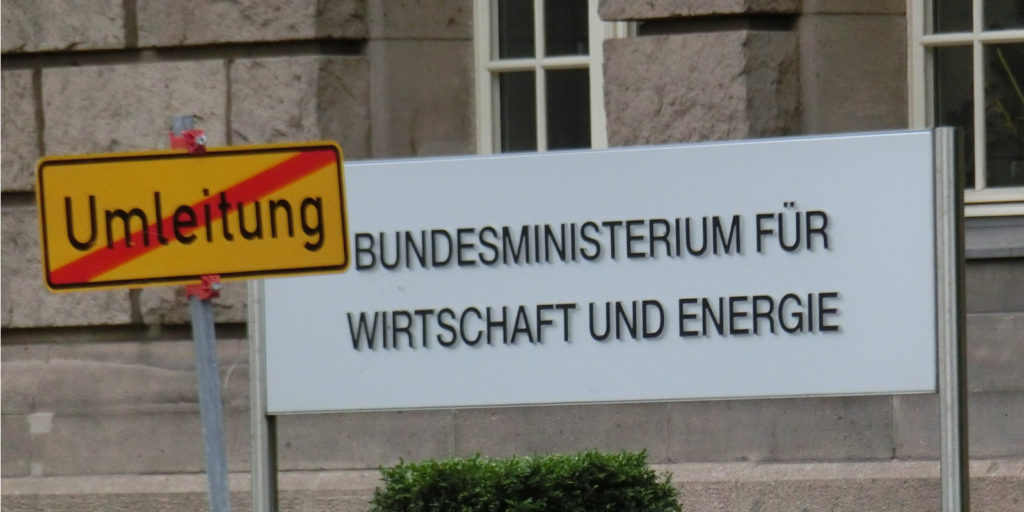 Umleitung
BUNDESMINISTERIUM FÜR
WIRTSCHAFT UND ENERGIE